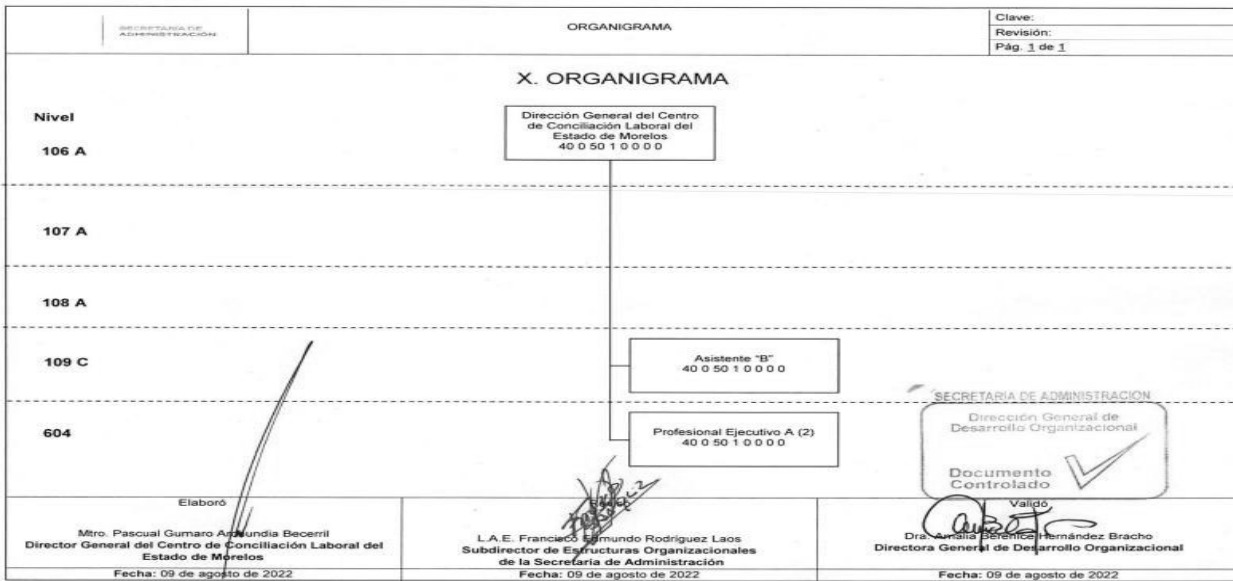 SECRETARÍA DE
ADMINISTRACIÓN
ORGANIGRAMA
Clave:
Revisión:
Pág. 1 de 1
X. ORGANIGRAMA
Nivel
Dirección General del Centro
de Conciliación Laboral del
Estado de Morelos
40 0 50 1 0 0 0 0
106 A
107 A
108 A
109 C
Asistente "B"
40 0 50 1 0 0 0 0
604
Profesional Ejecutivo A (2)
40 0 50 1 0 0 0 0
SECRETARIA DE ADMINISTRACION
Dirección General de
Desarrollo Organizacional
Documento
Controlado
Elaboró
Mtro. Pascual Gumaro Becerril
Director General del Centro de Conciliación Laboral del
Estado de Morelos
Fecha: 09 de agosto de 2022
L.A.E. Francisco Edmundo Rodríguez Laos
Subdirector de Estructuras Organizacionales
de la Secretaría de Administración
Fecha: 09 de agosto de 2022
Validó
Dra. Amalia Berenice Hernández Bracho
Directora General de Desarrollo Organizacional
Fecha: 09 de agosto de 2022